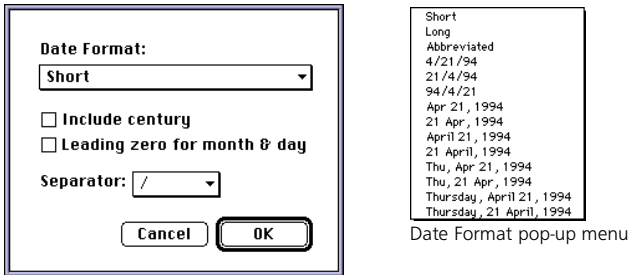 Date Format:
Short
Include century
Leading zero for month & day
Separator: /
Cancel OK
Short
Long
Abbreviated
4/21/94
21/4/94
94/4/21
Apr 21, 1994
21 Apr, 1994
April 21, 1994
21 April, 1994
Thu, Apr 21, 1994
Thu, 21 Apr, 1994
Thursday, April 21, 1994
Thursday, 21 April, 1994
Date Format pop-up menu